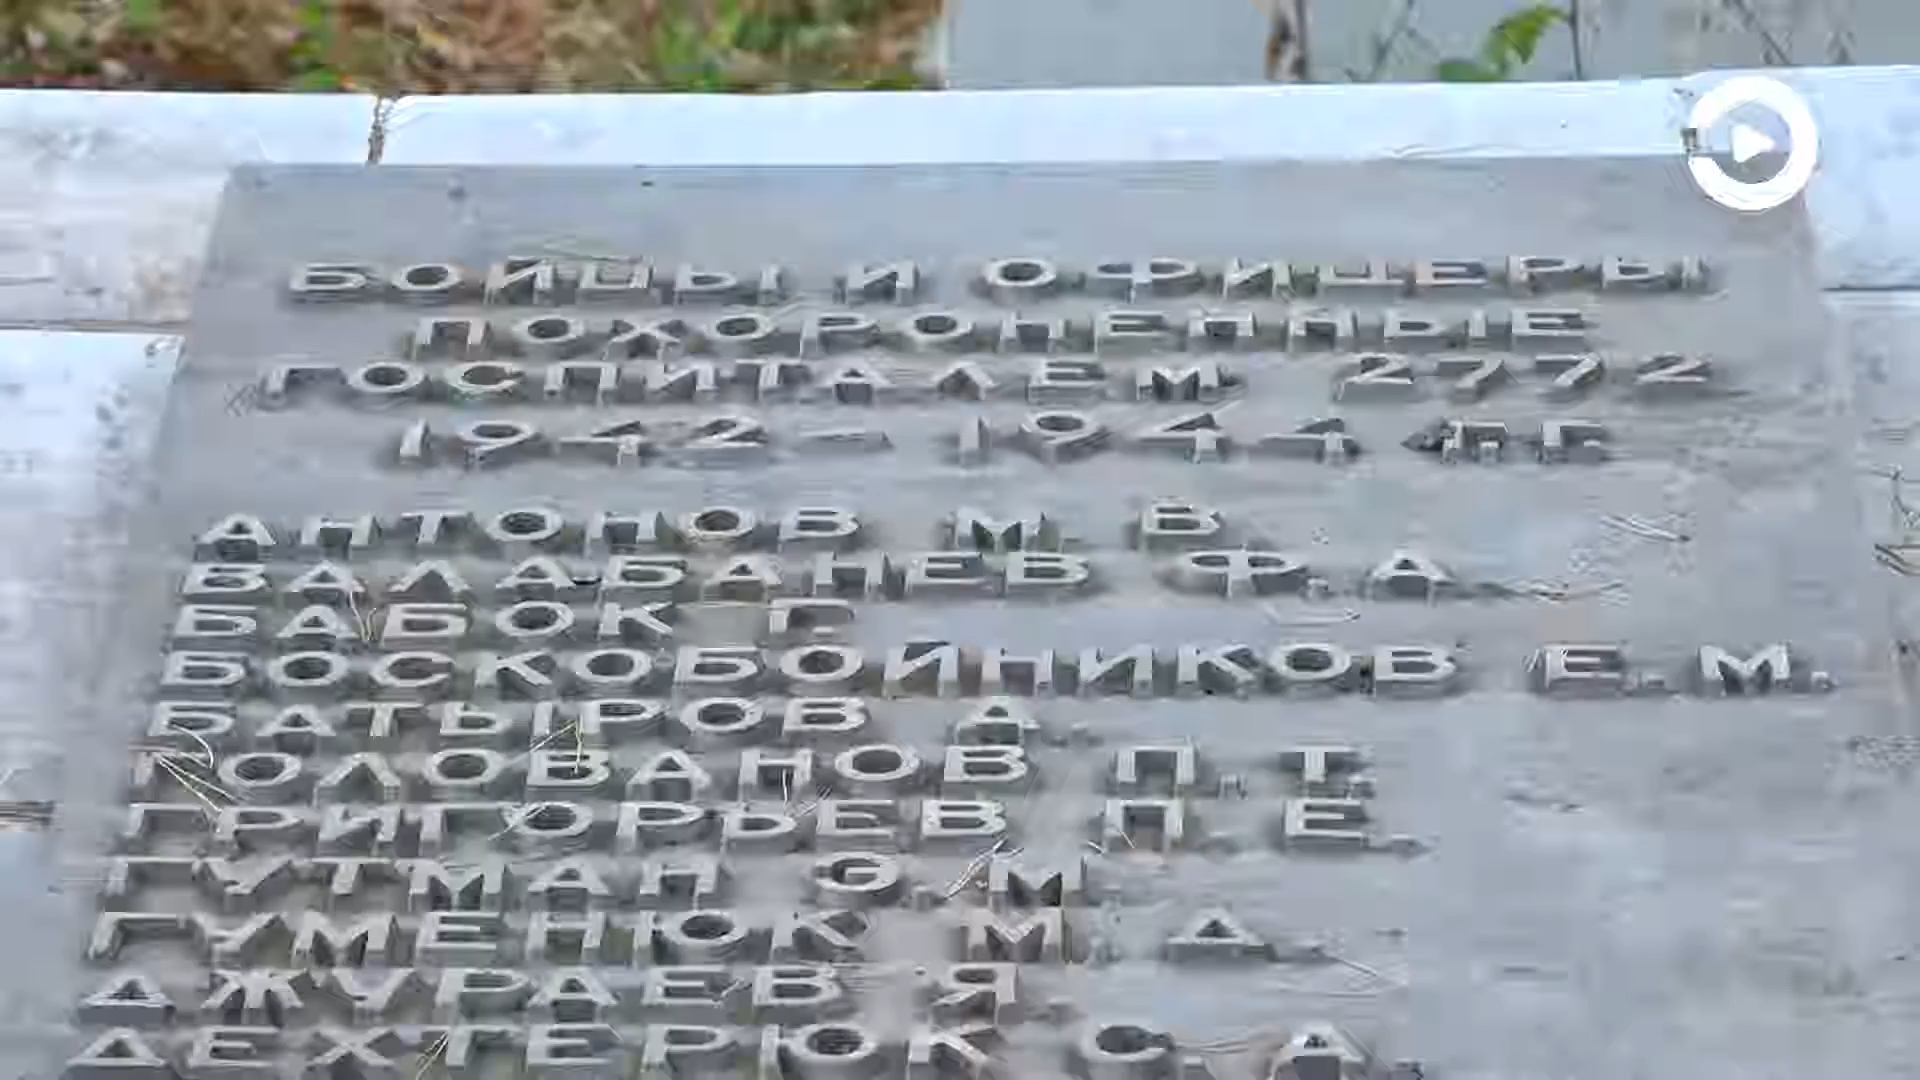 БОЙЦЫ И ОФИЦЕРЫ
ПОХОРОНЕННЫЕ
ГОСПИТАЛЕМ 2772
1942-1944 г.г.
АНТОНОВ М. В
БАЛАБАНЕВ Ф. А.
БАБОК Г.
БОСКОБОЙНИКОВ Е. М.
БАТЫРОВ Д.
ГОЛОВАНОВ П. Т.
ГРИГОРЬЕВ П. Е.
ГУТМАН Э. М
ГУМЕНЮК М. Д.
ДЖУРАЕВ Я
ДЕХТЕРЮК С. А.